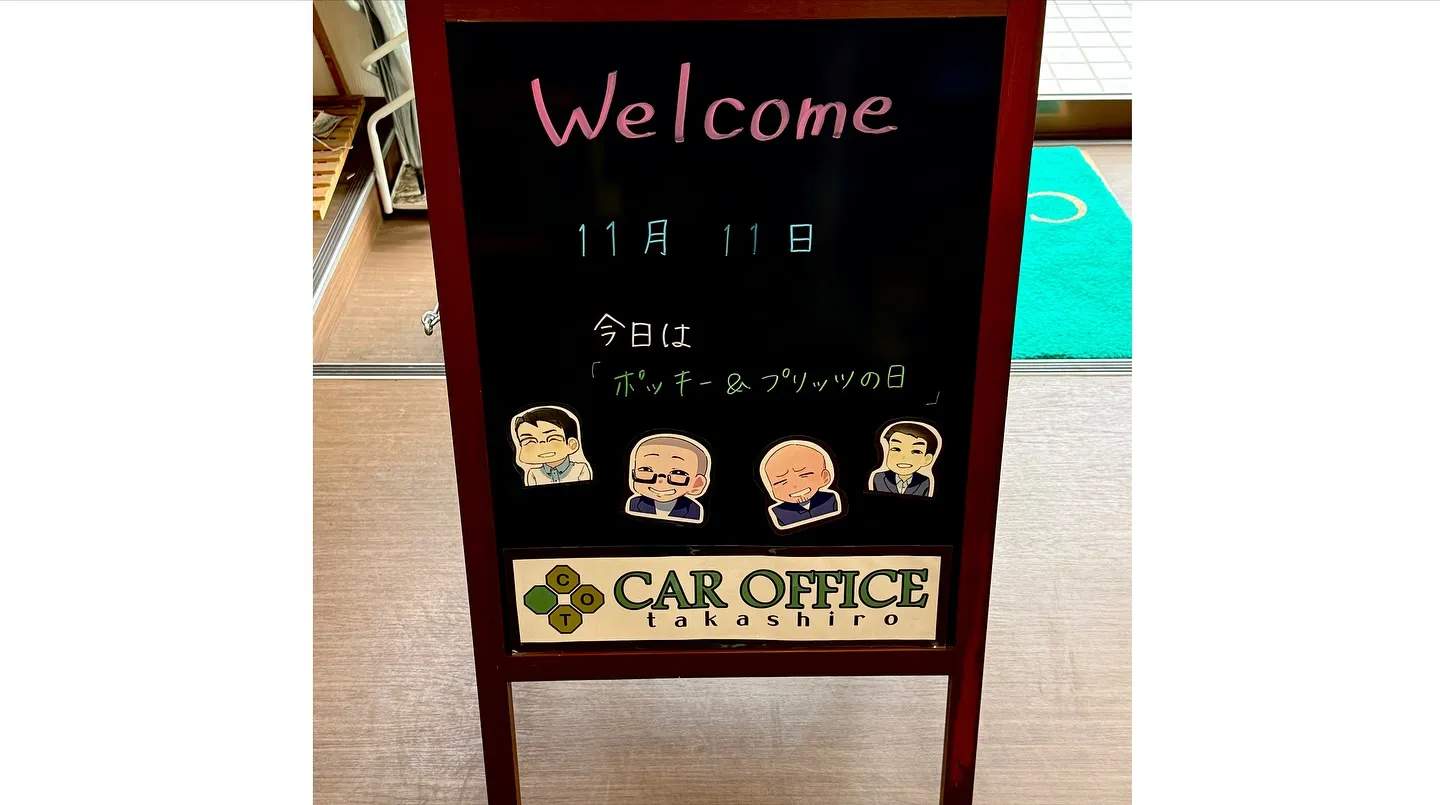 Welcome
11月 11日
今日は
「ポッキー&プリッツの日」
C
O
T
CAR OFFICE
takashiro